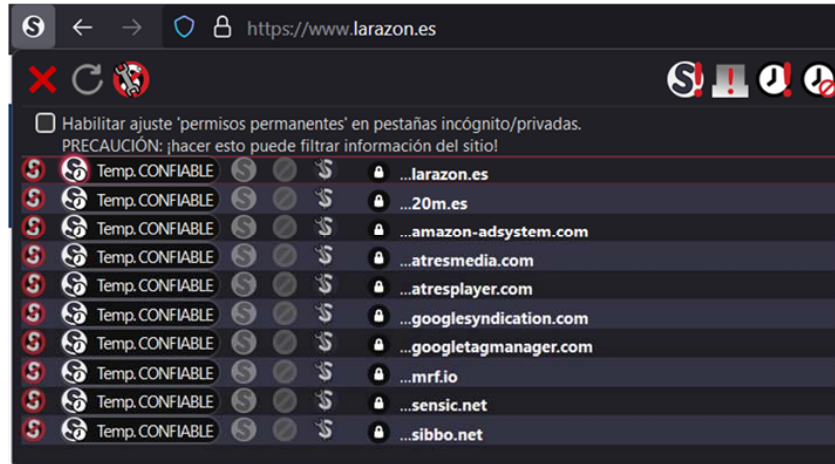 https://www.larazon.es
Habilitar ajuste 'permisos permanentes' en pestañas incógnito/privadas.
PRECAUCIÓN: ¡hacer esto puede filtrar información del sitio!
Temp. CONFIABLE ...larazon.es
Temp. CONFIABLE ...20m.es
Temp. CONFIABLE ...amazon-adsystem.com
Temp. CONFIABLE ...atresmedia.com
Temp. CONFIABLE ...atresplayer.com
Temp. CONFIABLE ...googlesyndication.com
Temp. CONFIABLE ...googletagmanager.com
Temp. CONFIABLE ...mrf.io
Temp. CONFIABLE ...sensic.net
Temp. CONFIABLE ...sibbo.net